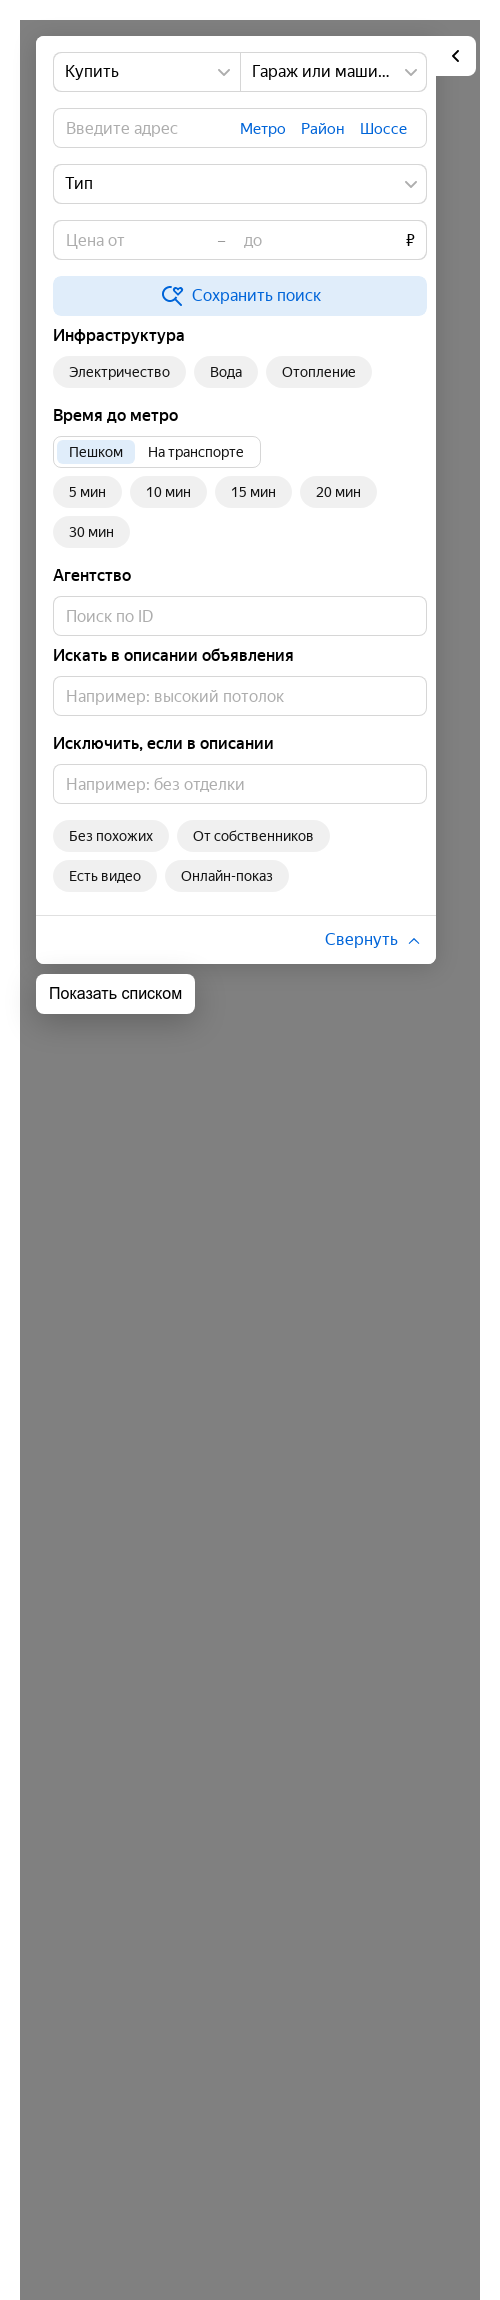 Купить Гараж или маши...
Введите адрес Метро Район Шоссе
Тип
Цена от – до ₽
Сохранить поиск
Инфраструктура
Электричество Вода Отопление
Время до метро
Пешком На транспорте
5 мин 10 мин 15 мин 20 мин
30 мин
Агентство
Поиск по ID
Искать в описании объявления
Например: высокий потолок
Исключить, если в описании
Например: без отделки
Без похожих От собственников
Есть видео Онлайн-показ
Свернуть
Показать списком